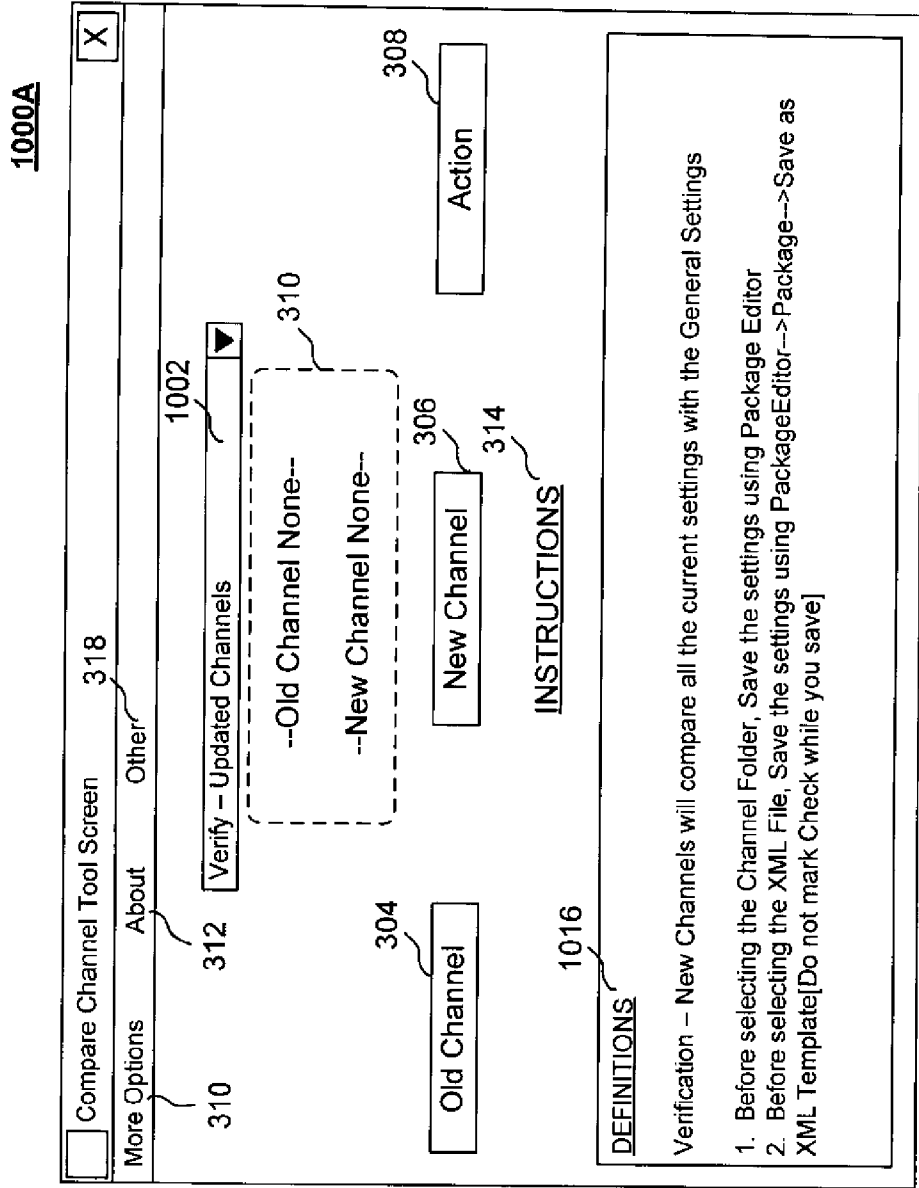 1000A
Compare Channel Tool Screen
X
318
More Options
About
Other
310
312
1002
Verify – Updated Channels
310
--Old Channel None--
--New Channel None--
304
306
308
Old Channel
New Channel
Action
314
INSTRUCTIONS
1016
DEFINITIONS
Verification – New Channels will compare all the current settings with the General Settings
1. Before selecting the Channel Folder, Save the settings using Package Editor
2. Before selecting the XML File, Save the settings using PackageEditor-->Package-->Save as
XML Template[Do not mark Check while you save]